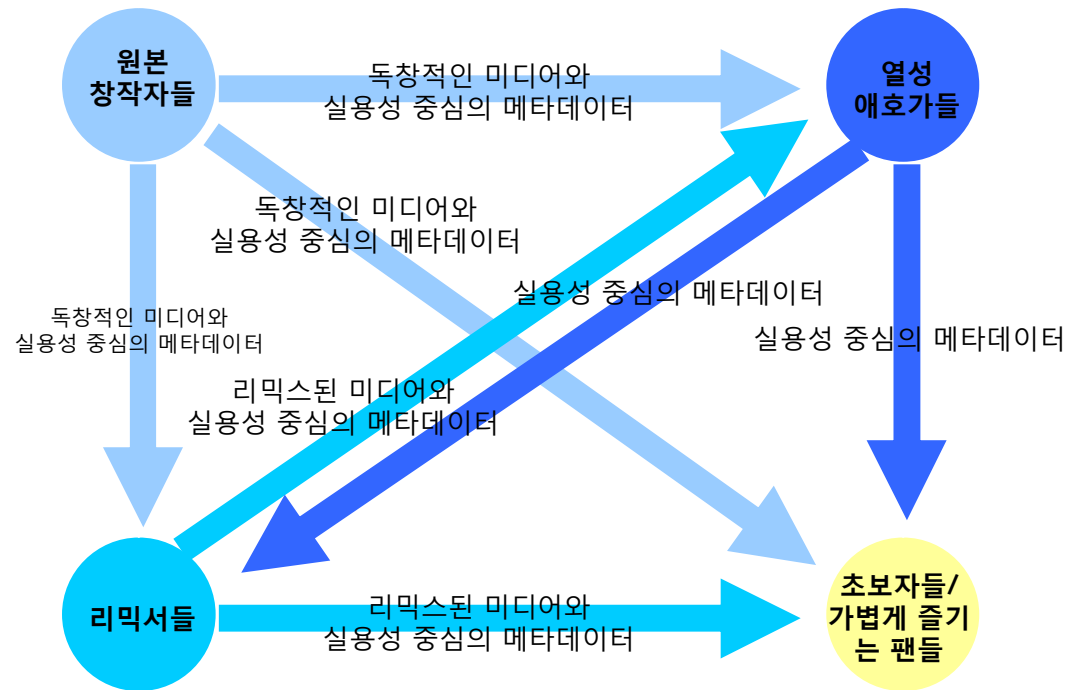 원본
창작자들
독창적인 미디어와
실용성 중심의 메타데이터
열성
애호가들
독창적인 미디어와
실용성 중심의 메타데이터
실용성 중심의 메타데이터
독창적인 미디어와
실용성 중심의 메타데이터
실용성 중심의 메타데이터
리믹스된 미디어와
실용성 중심의 메타데이터
리믹서들
리믹스된 미디어와
실용성 중심의 메타데이터
초보자들/
가볍게 즐기
는 팬들